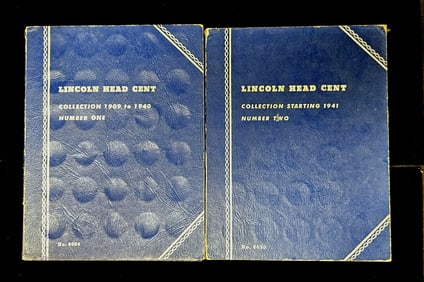 LINCOLN HEAD CENT
COLLECTION 1909 to 1940
NUMBER ONE
LINCOLN HEAD CENT
COLLECTION STARTING 1941
NUMBER TWO